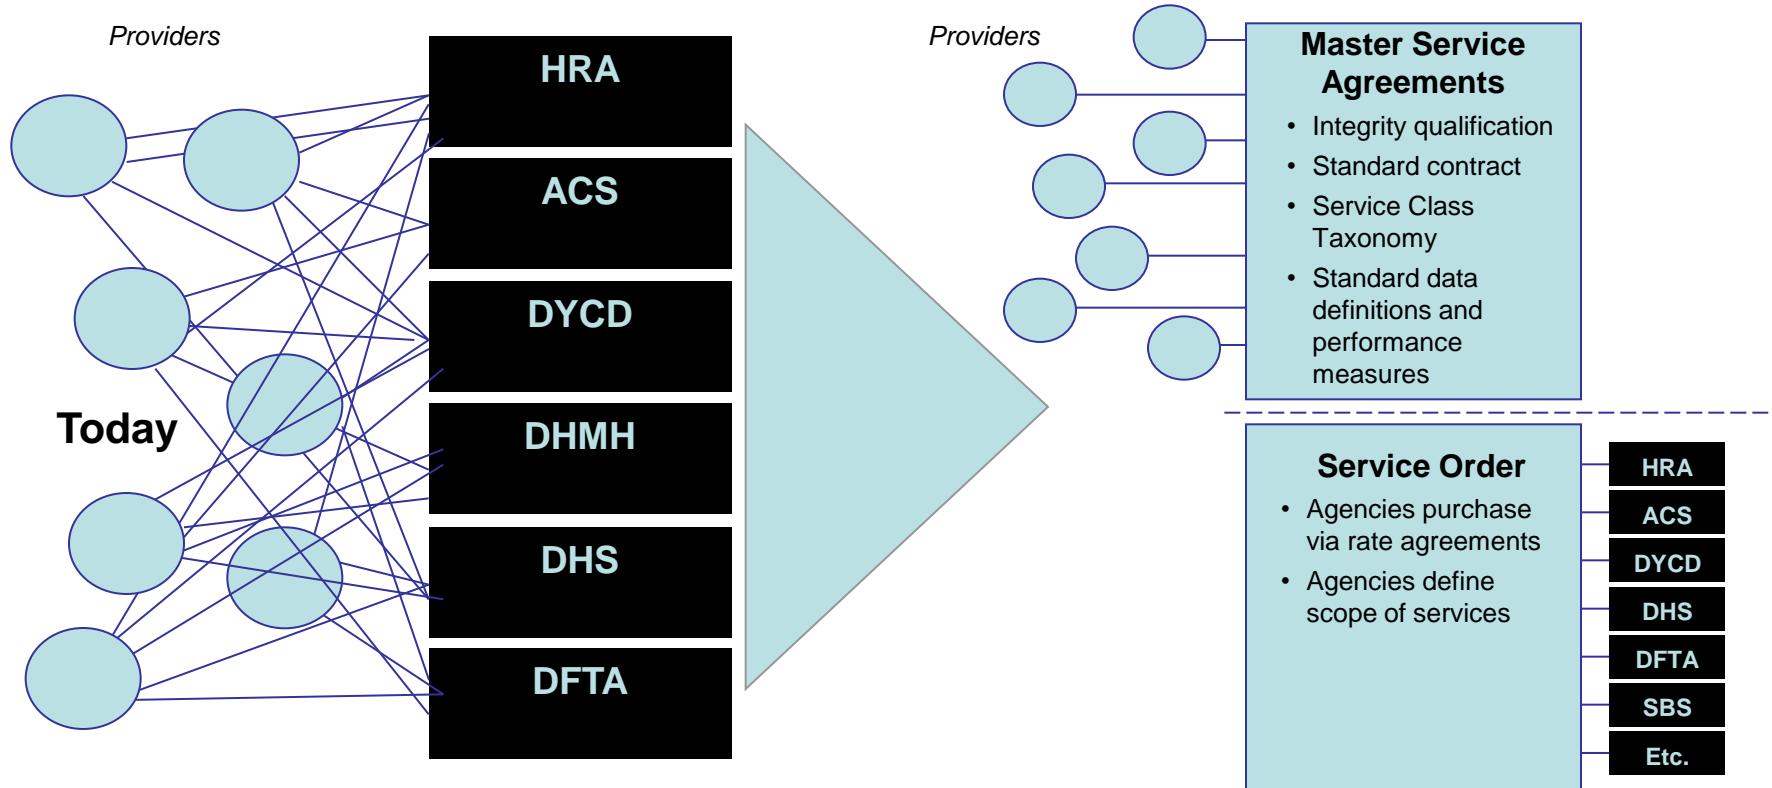 Providers
HRA
ACS
DYCD
Today
DHMH
DHS
DFTA
Providers
Master Service
Agreements
• Integrity qualification
• Standard contract
• Service Class
Taxonomy
• Standard data
definitions and
performance
measures
Service Order
• Agencies purchase
via rate agreements
• Agencies define
scope of services
HRA
ACS
DYCD
DHS
DFTA
SBS
Etc.